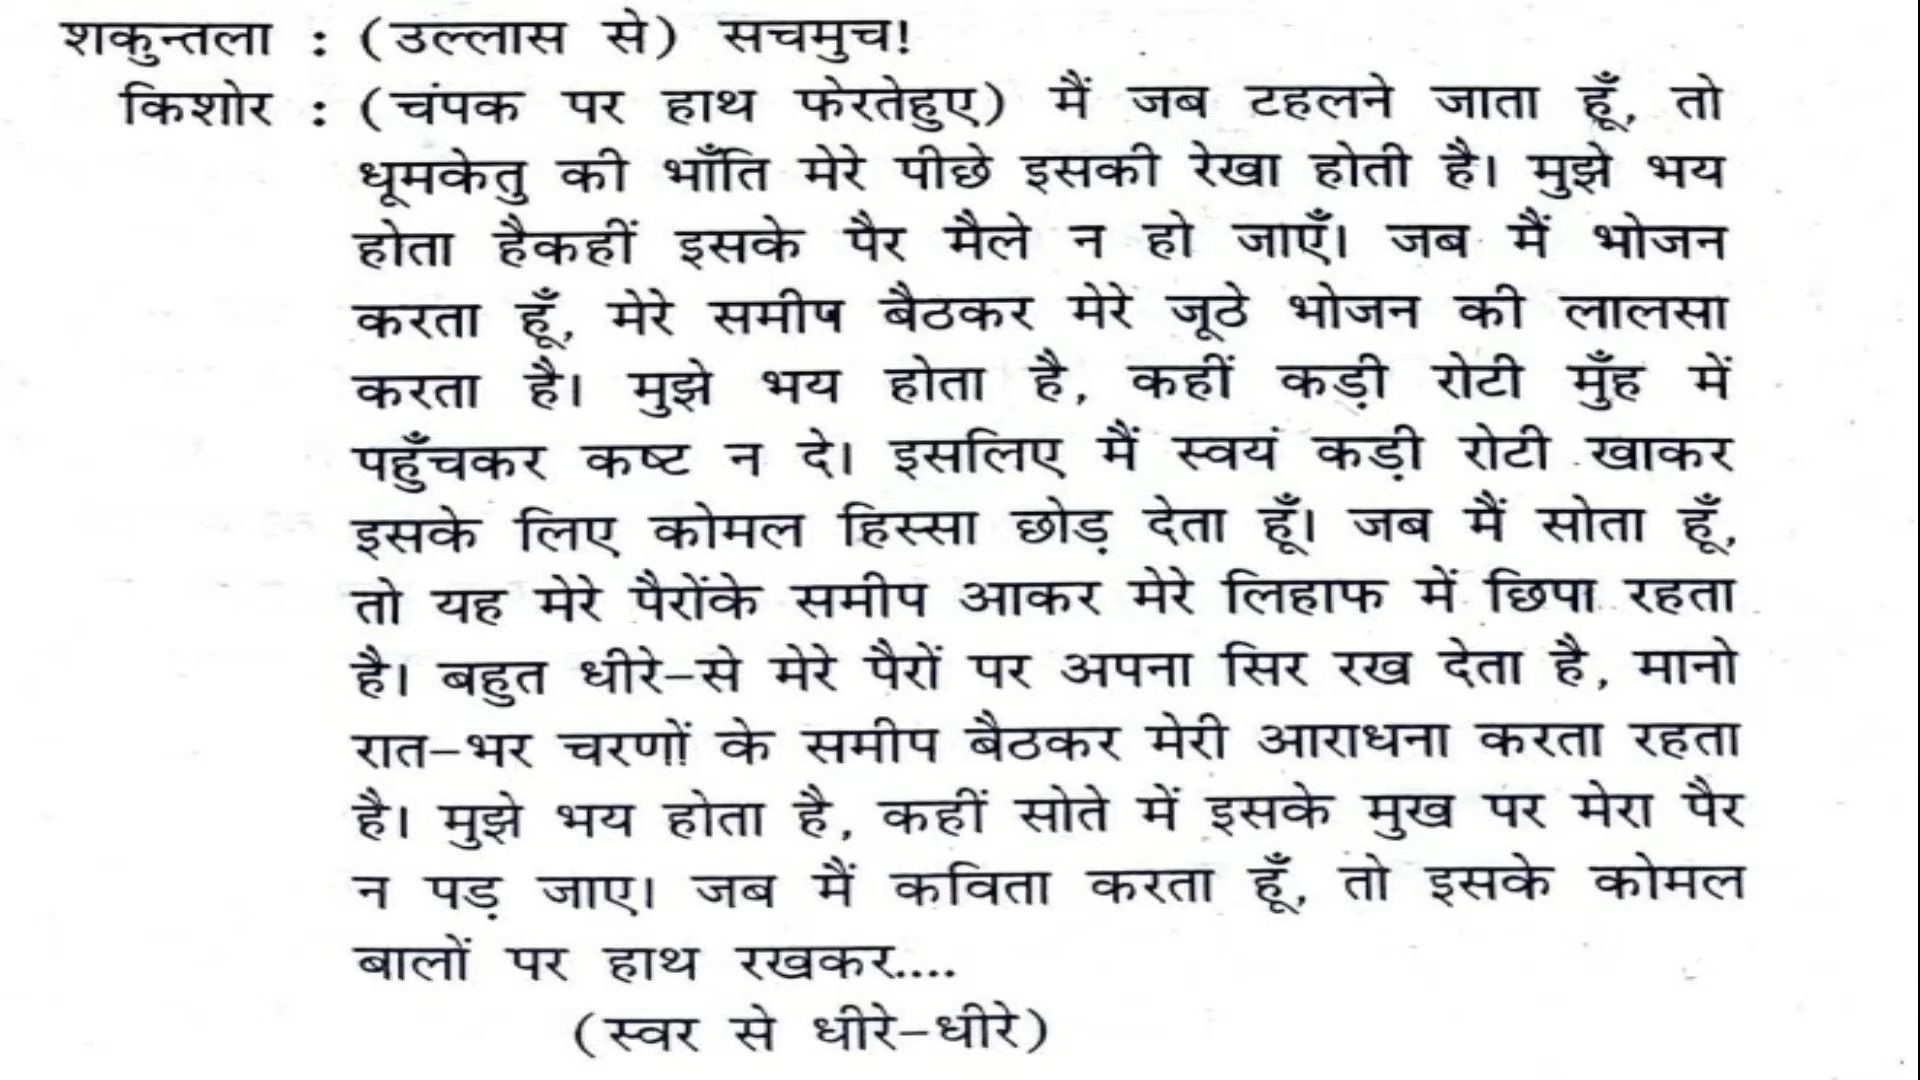 शकुन्तला : (उल्लास से) सचमुच!
किशोर : (चंपक पर हाथ फेरतेहुए) मैं जब टहलने जाता हूँ, तो
धूमकेतु की भाँति मेरे पीछे इसकी रेखा होती है। मुझे भय
होता हैकहीं इसके पैर मैले न हो जाएँ। जब मैं भोजन
करता हूँ, मेरे समीप बैठकर मेरे जूठे भोजन की लालसा
करता है। मुझे भय होता है, कहीं कड़ी रोटी मुँह में
पहुँचकर कष्ट न दे। इसलिए मैं स्वयं कड़ी रोटी खाकर
इसके लिए कोमल हिस्सा छोड़ देता हूँ। जब मैं सोता हूँ,
तो यह मेरे पैरोंके समीप आकर मेरे लिहाफ में छिपा रहता
है। बहुत धीरे-से मेरे पैरों पर अपना सिर रख देता है, मानो
रात-भर चरणों के समीप बैठकर मेरी आराधना करता रहता
है। मुझे भय होता है, कहीं सोते में इसके मुख पर मेरा पैर
न पड़ जाए। जब मैं कविता करता हूँ, तो इसके कोमल
बालों पर हाथ रखकर....
(स्वर से धीरे-धीरे)